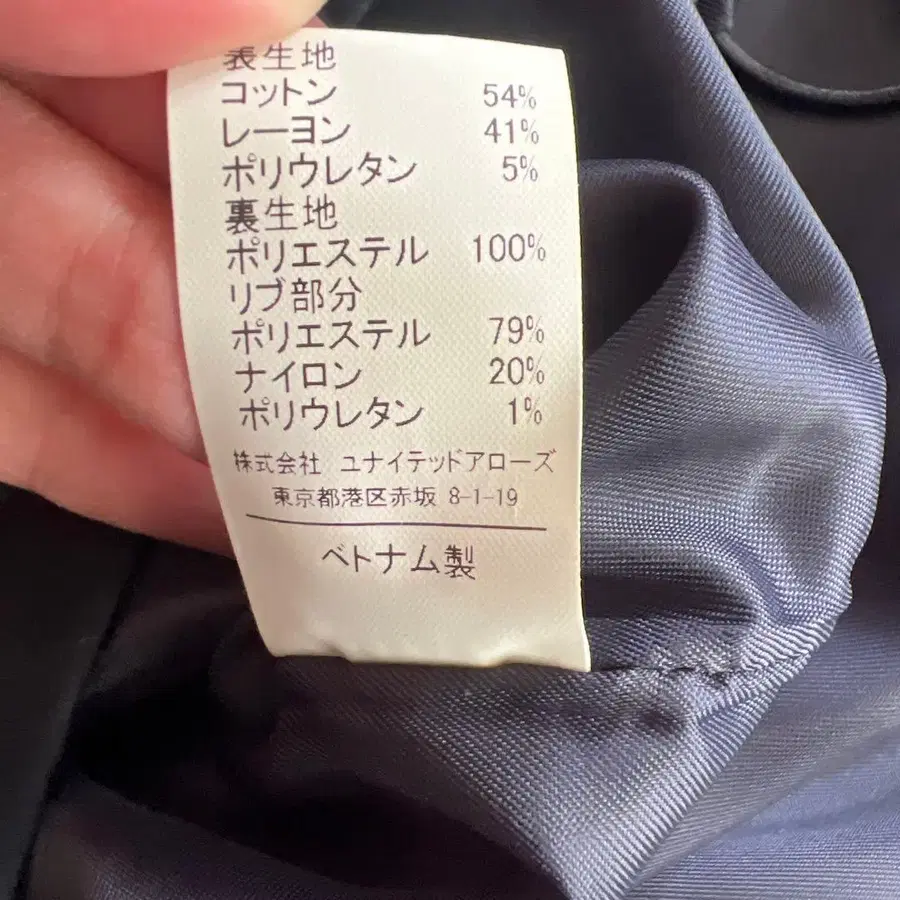 表生地
コットン 54%
レーヨン 41%
ポリウレタン 5%
裏生地
ポリエステル 100%
リブ部分
ポリエステル 79%
ナイロン 20%
ポリウレタン 1%
株式会社 ユナイテッドアローズ
東京都港区赤坂 8-1-19
ベトナム製